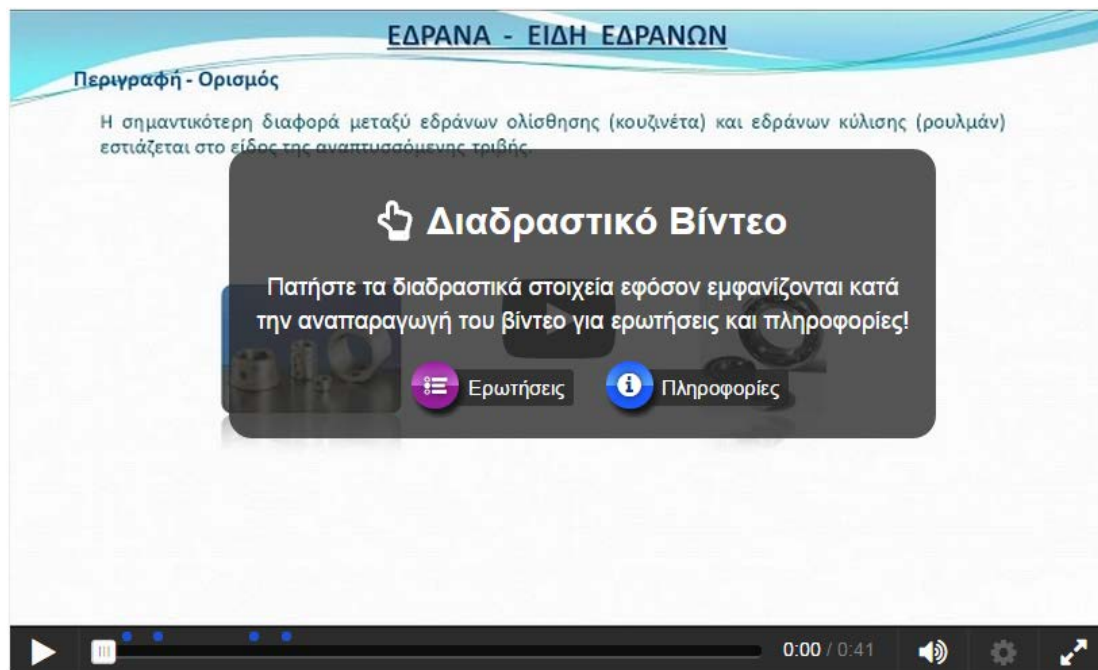 ΕΔΡΑΝΑ - ΕΙΔΗ ΕΔΡΑΝΩΝ
Περιγραφή - Ορισμός
Η σημαντικότερη διαφορά μεταξύ εδράνων ολίσθησης (κουζινέτα) και εδράνων κύλισης (ρουλμάν)
εστιάζεται στο είδος της αναπτυσσόμενης τριβής.
Διαδραστικό Βίντεο
Πατήστε τα διαδραστικά στοιχεία εφόσον εμφανίζονται κατά
την αναπαραγωγή του βίντεο για ερωτήσεις και πληροφορίες!
Ερωτήσεις Πληροφορίες
0:00 / 0:41